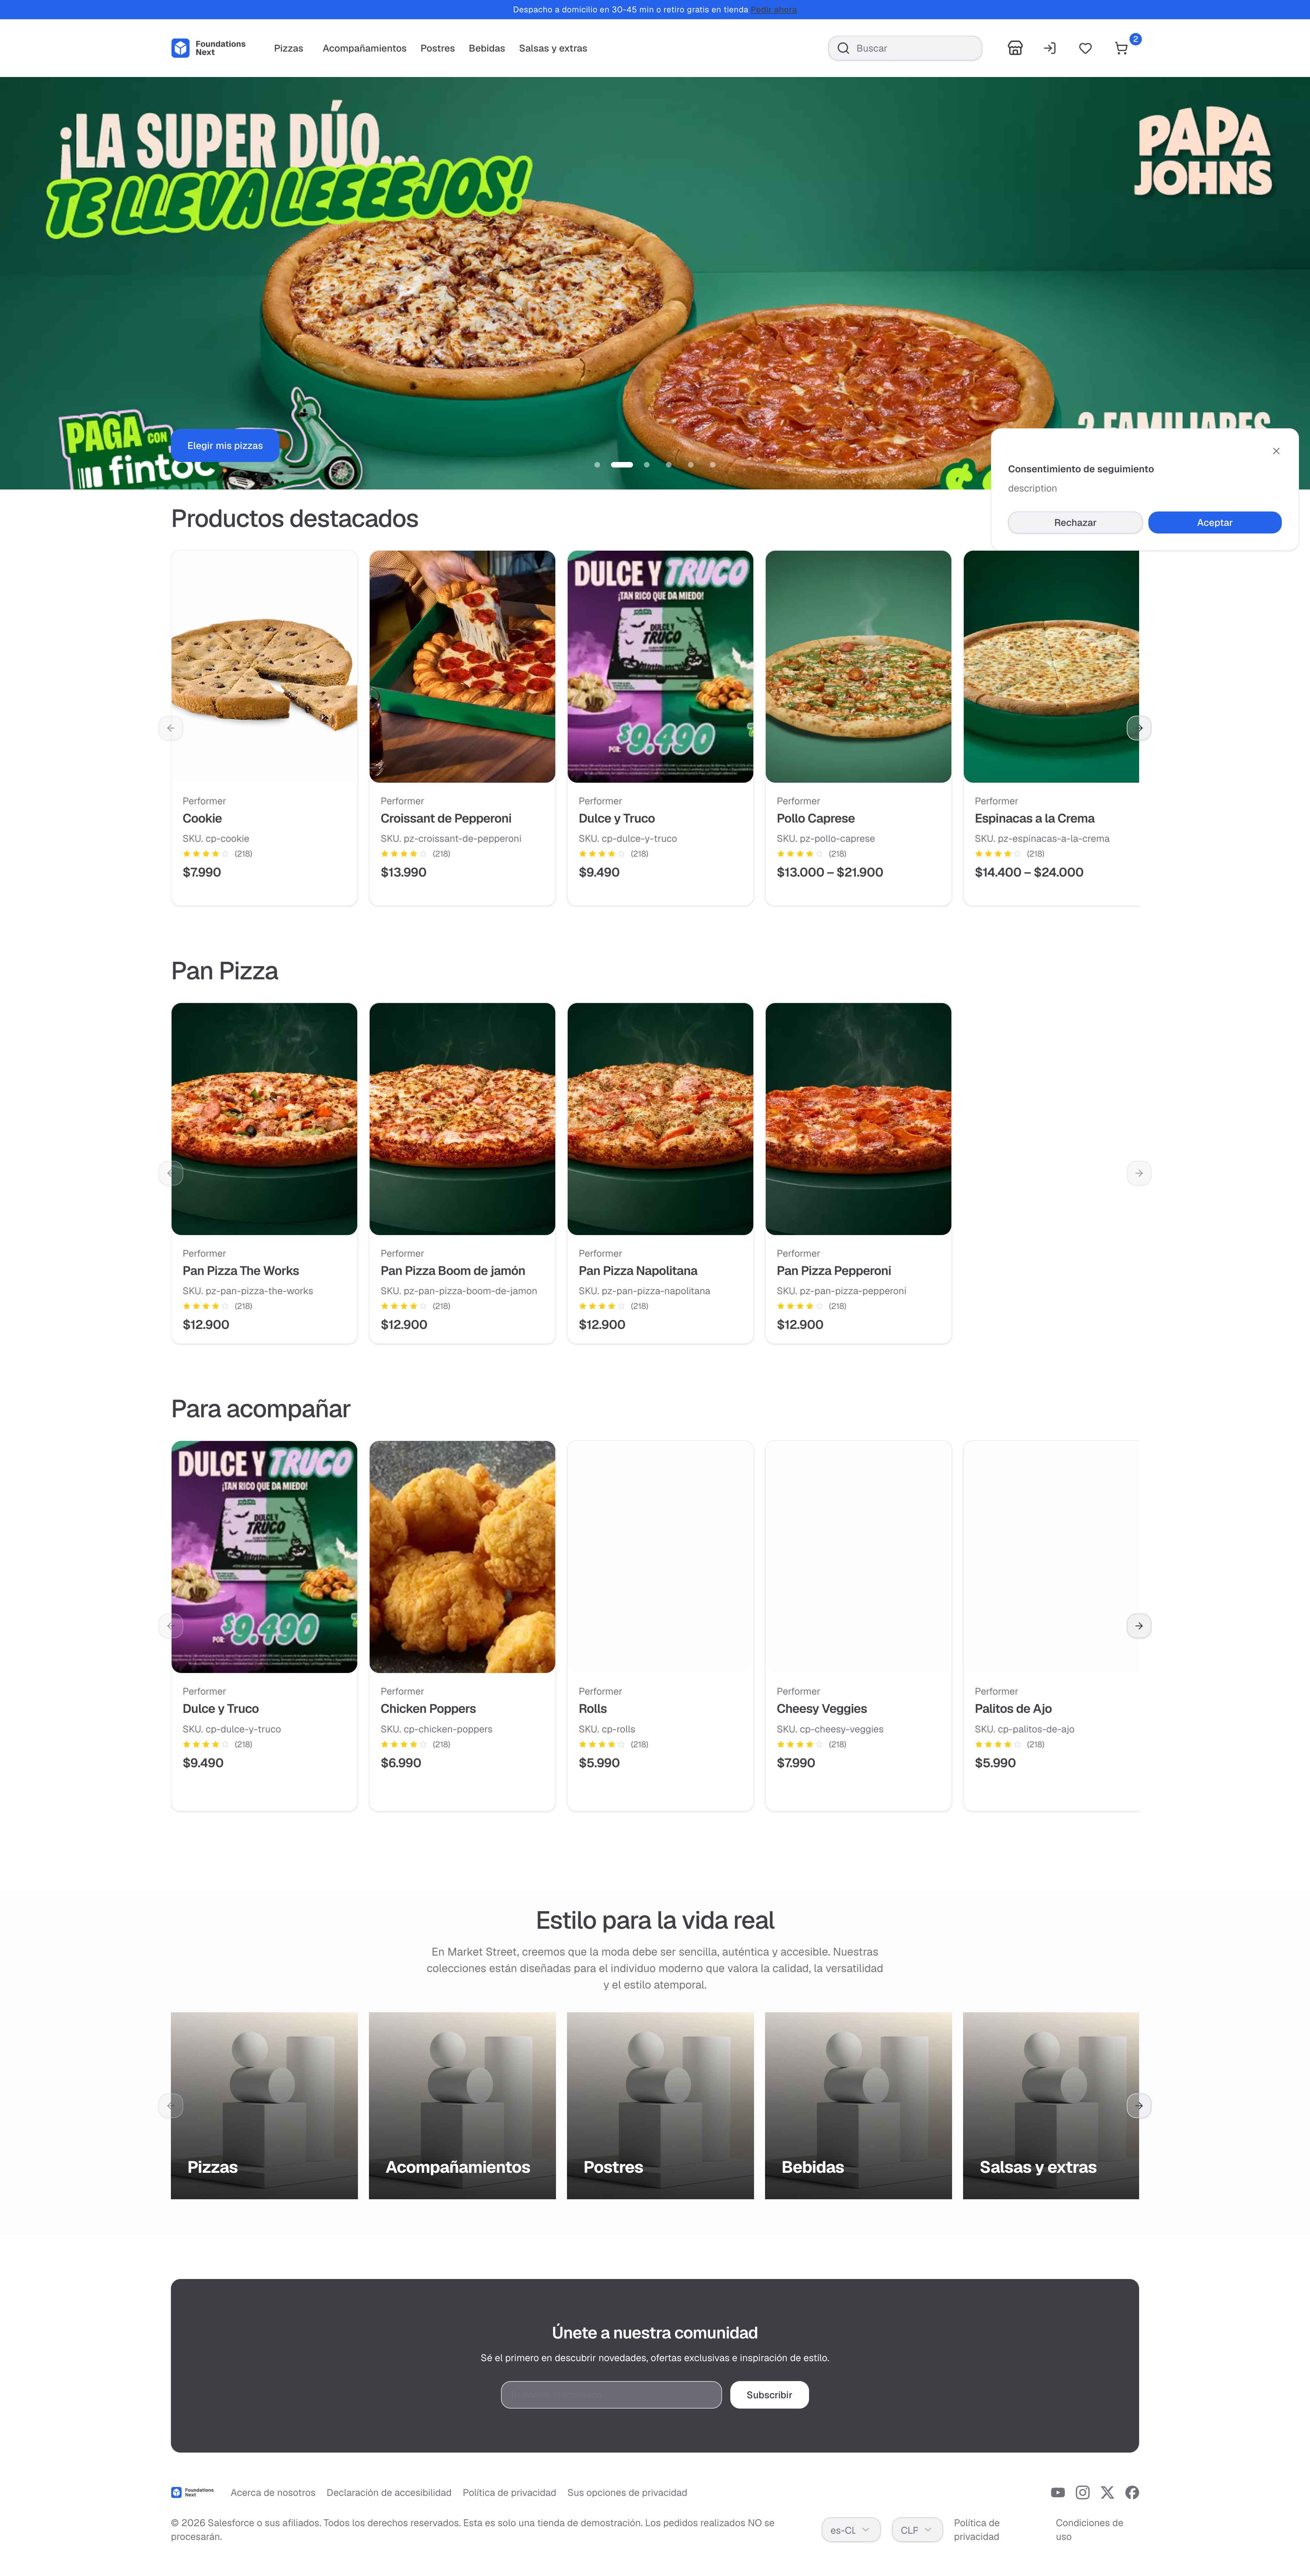 Despacho a domicilio en 30-45 min o retiro gratis en tienda Pedir ahora
Foundations
Next
Pizzas
Acompañamientos
Postres
Bebidas
Salsas y extras
Buscar
2
¡LA SUPER DÚO...
TE LLEVA LEEEEJOS!
PAPA
JOHNS
PAGA CON
fintoc
Elegir mis pizzas
2 FAMILIARES
Consentimiento de seguimiento
description
Rechazar
Aceptar
Productos destacados
DULCE Y TRUCO
¡TAN RICO QUE DA MIEDO!
DULCE Y
TRUCO
POR: $9.490
Performer
Cookie
SKU. cp-cookie
(218)
$7.990
Performer
Croissant de Pepperoni
SKU. pz-croissant-de-pepperoni
(218)
$13.990
Performer
Dulce y Truco
SKU. cp-dulce-y-truco
(218)
$9.490
Performer
Pollo Caprese
SKU. pz-pollo-caprese
(218)
$13.000 – $21.900
Performer
Espinacas a la Crema
SKU. pz-espinacas-a-la-crema
(218)
$14.400 – $24.000
Pan Pizza
Performer
Pan Pizza The Works
SKU. pz-pan-pizza-the-works
(218)
$12.900
Performer
Pan Pizza Boom de jamón
SKU. pz-pan-pizza-boom-de-jamon
(218)
$12.900
Performer
Pan Pizza Napolitana
SKU. pz-pan-pizza-napolitana
(218)
$12.900
Performer
Pan Pizza Pepperoni
SKU. pz-pan-pizza-pepperoni
(218)
$12.900
Para acompañar
DULCE Y TRUCO
¡TAN RICO QUE DA MIEDO!
DULCE Y
TRUCO
POR: $9.490
Performer
Dulce y Truco
SKU. cp-dulce-y-truco
(218)
$9.490
Performer
Chicken Poppers
SKU. cp-chicken-poppers
(218)
$6.990
Performer
Rolls
SKU. cp-rolls
(218)
$5.990
Performer
Cheesy Veggies
SKU. cp-cheesy-veggies
(218)
$7.990
Performer
Palitos de Ajo
SKU. cp-palitos-de-ajo
(218)
$5.990
Estilo para la vida real
En Market Street, creemos que la moda debe ser sencilla, auténtica y accesible. Nuestras
colecciones están diseñadas para el individuo moderno que valora la calidad, la versatilidad
y el estilo atemporal.
Pizzas
Acompañamientos
Postres
Bebidas
Salsas y extras
Únete a nuestra comunidad
Sé el primero en descubrir novedades, ofertas exclusivas e inspiración de estilo.
Subscribir
Foundations
Next
Acerca de nosotros
Declaración de accesibilidad
Política de privacidad
Sus opciones de privacidad
© 2026 Salesforce o sus afiliados. Todos los derechos reservados. Esta es solo una tienda de demostración. Los pedidos realizados NO se
procesarán.
es-CL
CLP
Política de
privacidad
Condiciones de
uso